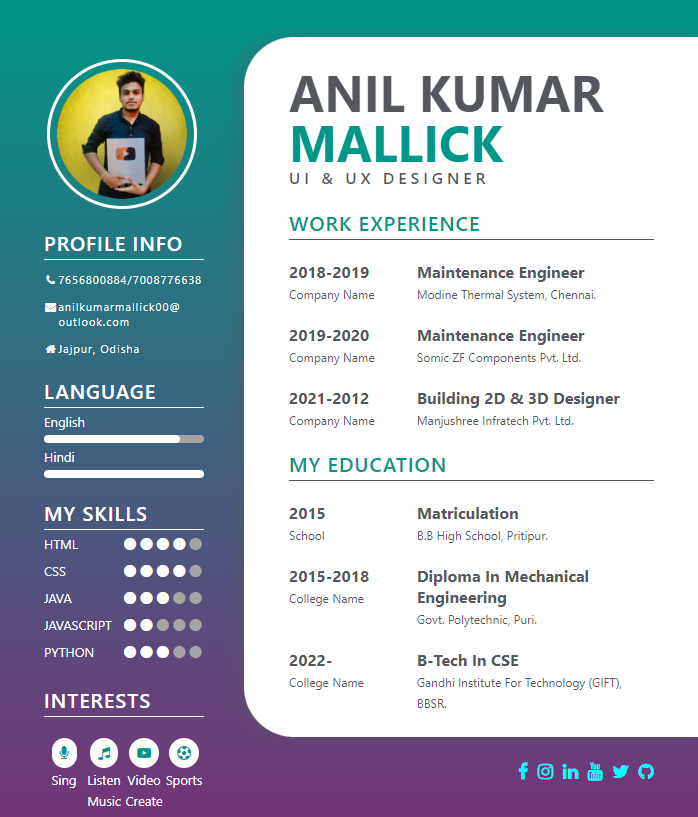 ANIL KUMAR
MALLICK
UI & UX DESIGNER
PROFILE INFO
7656800884/7008776638
anilkumarmallick00@
outlook.com
Jajpur, Odisha
LANGUAGE
English
Hindi
MY SKILLS
HTML
CSS
JAVA
JAVASCRIPT
PYTHON
INTERESTS
Sing
Listen Music
Video Create
Sports
WORK EXPERIENCE
2018-2019 Maintenance Engineer
Company Name Modine Thermal System, Chennai.
2019-2020 Maintenance Engineer
Company Name Somic ZF Components Pvt. Ltd.
2021-2012 Building 2D & 3D Designer
Company Name Manjushree Infratech Pvt. Ltd.
MY EDUCATION
2015 Matriculation
School B.B High School, Pritipur.
2015-2018 Diploma In Mechanical
Engineering
College Name Govt. Polytechnic, Puri.
2022- B-Tech In CSE
College Name Gandhi Institute For Technology (GIFT),
BBSR.
You
Tube